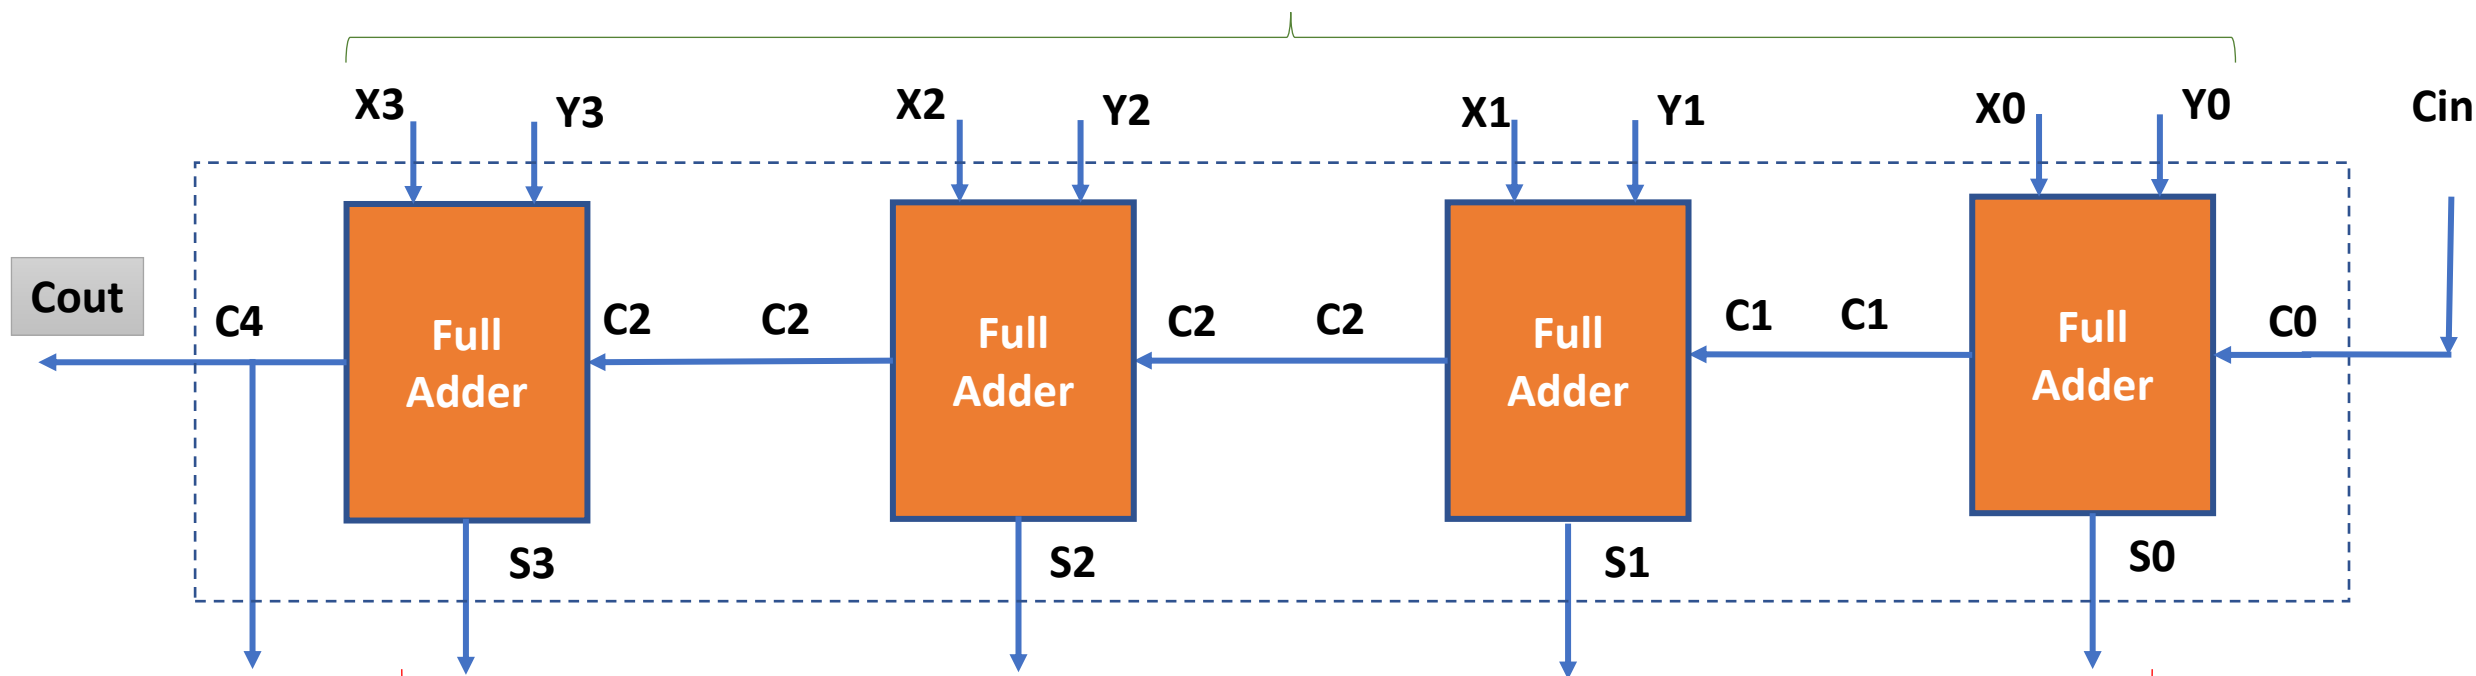 X3
Y3
X2
Y2
X1
Y1
X0
Y0
Cin
Cout
C4
Full
Adder
C2
C2
Full
Adder
C2
C2
Full
Adder
C1
C1
Full
Adder
C0
S3
S2
S1
S0